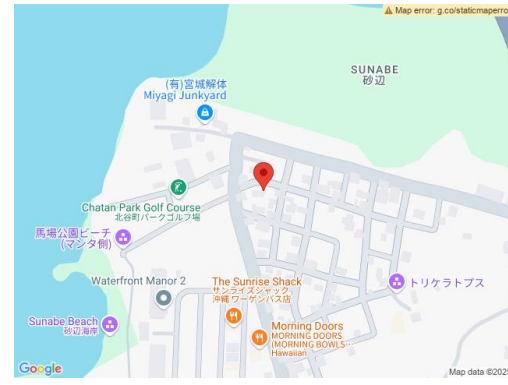 Map error: g.co/staticmaperro
SUNABE
砂辺
(有)宮城解体
Miyagi Junkyard
Chatan Park Golf Course
北谷町パークゴルフ場
馬場公園ビーチ
(マンタ側)
Waterfront Manor 2
The Sunrise Shack
サンライズシャック
沖縄 ワーゲンバス店
トリケラトプス
Sunabe Beach
砂辺海岸
Morning Doors
MORNING DOORS
(MORNING BOWLS…
Hawaiian
Google
Map data ©2025